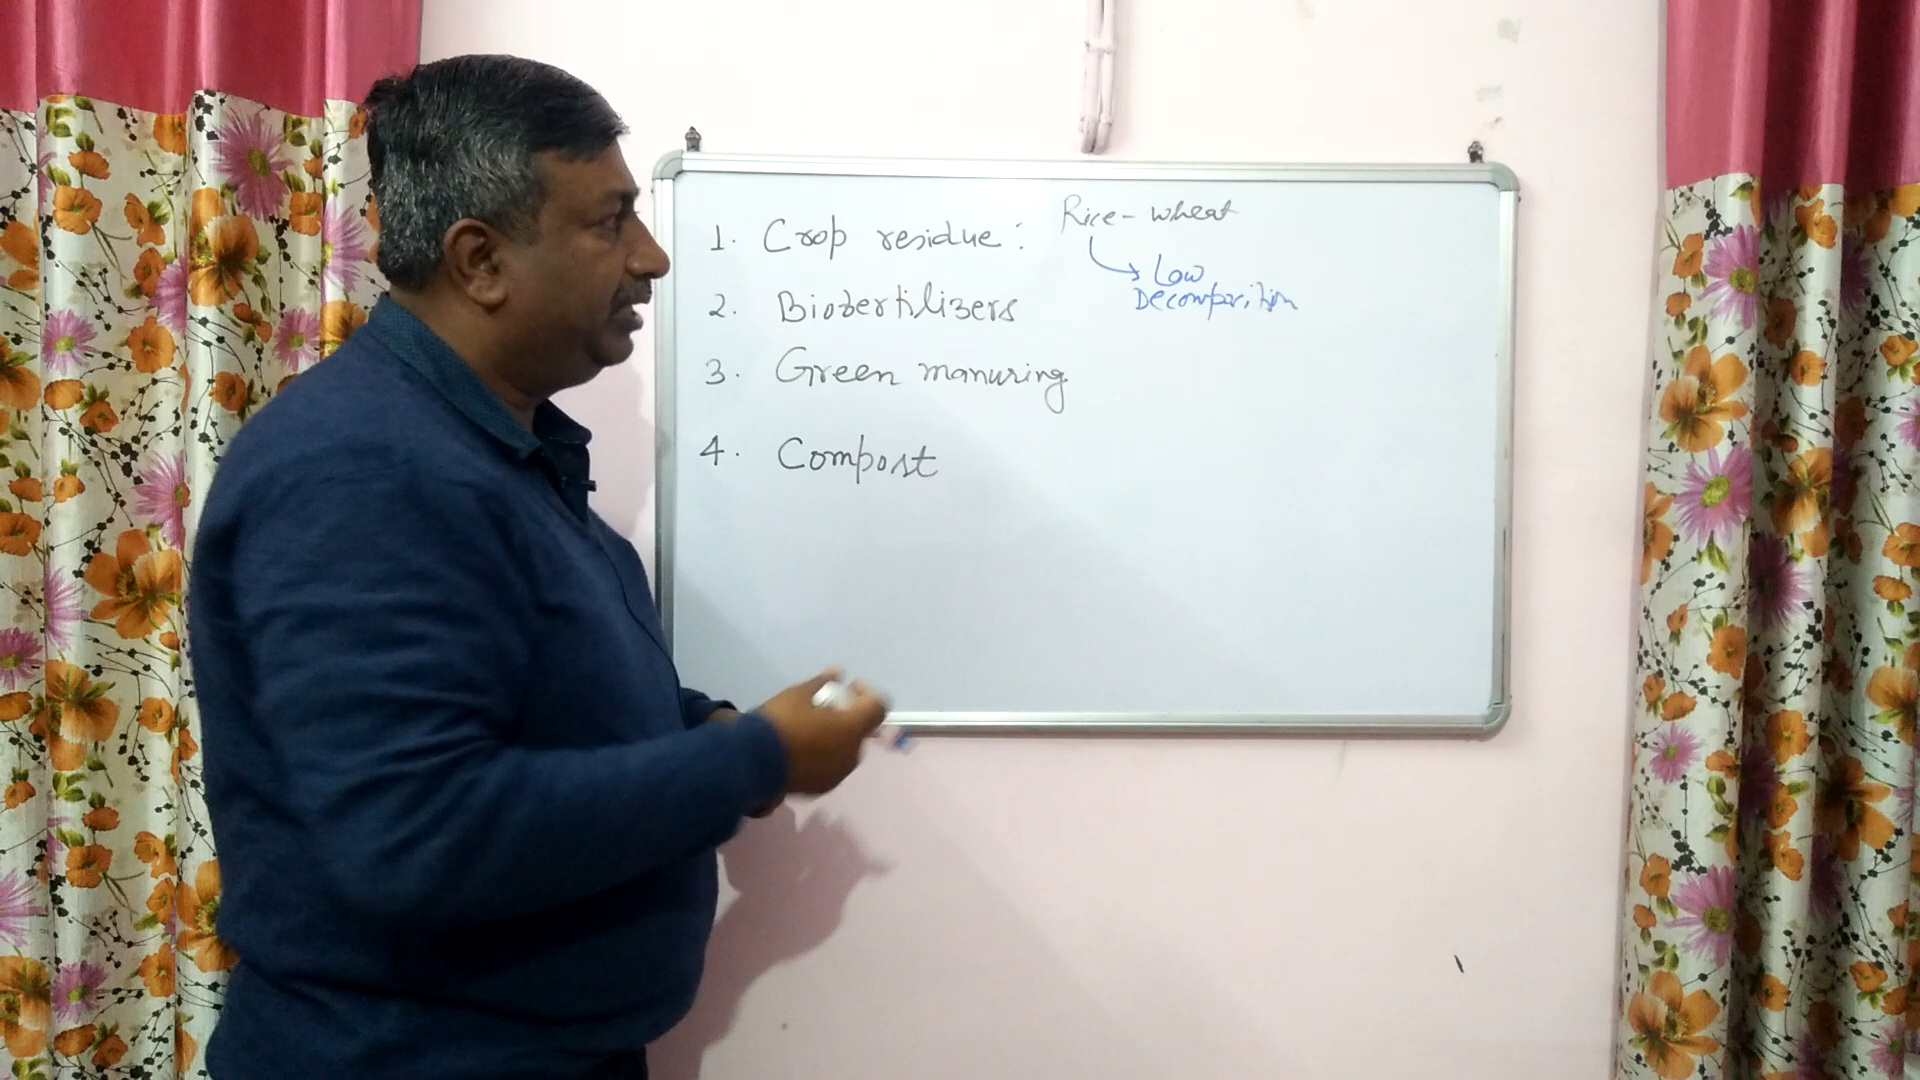 1. Crop residue : Rice - wheat
Low
Decomposition
2. Biofertilizers
3. Green manuring
4. Compost